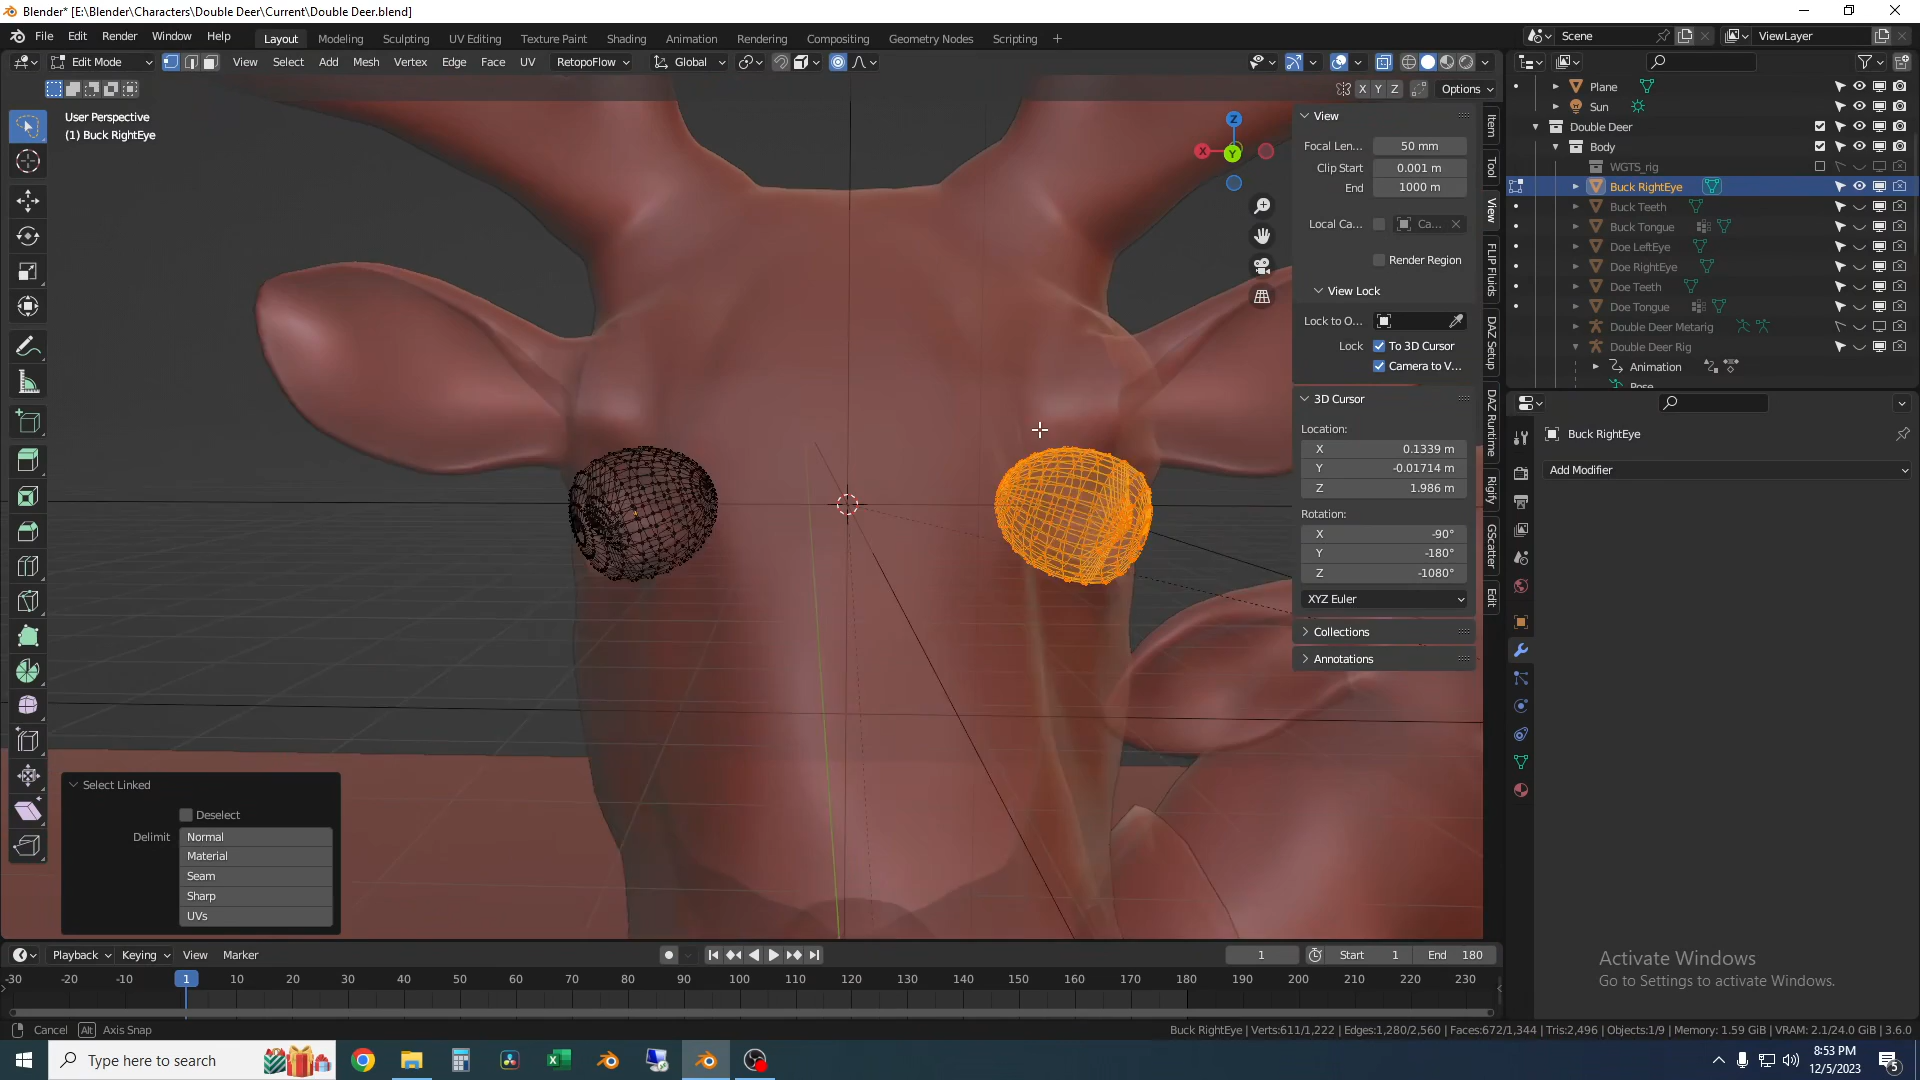 Blender* [E:\Blender\Characters\Double Deer\Current\Double Deer.blend]
File Edit Render Window Help Layout Modeling Sculpting UV Editing Texture Paint Shading Animation Rendering Compositing Geometry Nodes Scripting + Scene ViewLayer
Edit Mode View Select Add Mesh Vertex Edge Face UV RetopoFlow Global
X Y Z Options
User Perspective
(1) Buck RightEye
Z
X
Y
View
Focal Len... 50 mm
Clip Start 0.001 m
End 1000 m
Local Ca... Ca...
Render Region
View Lock
Lock to O...
Lock To 3D Cursor
Camera to V...
3D Cursor
Location:
X 0.1339 m
Y -0.01714 m
Z 1.986 m
Rotation:
X -90°
Y -180°
Z -1080°
XYZ Euler
Collections
Annotations
Item
Tool
View
FLIP Fluids
DAZ Setup
DAZ Runtime
Rigify
GScatter
Edit
Plane
Sun
Double Deer
Body
WGTS_rig
Buck RightEye
Buck Teeth
Buck Tongue
Doe LeftEye
Doe RightEye
Doe Teeth
Doe Tongue
Double Deer Metarig
Double Deer Rig
Animation
Pose
Buck RightEye
Add Modifier
Select Linked
Deselect
Delimit Normal
Material
Seam
Sharp
UVs
Activate Windows
Go to Settings to activate Windows.
Playback Keying View Marker 1 Start 1 End 180
-30 -20 -10 1 10 20 30 40 50 60 70 80 90 100 110 120 130 140 150 160 170 180 190 200 210 220 230
Cancel Alt Axis Snap
Buck RightEye | Verts:611/1,222 | Edges:1,280/2,560 | Faces:672/1,344 | Tris:2,496 | Objects:1/9 | Memory: 1.59 GiB | VRAM: 2.1/24.0 GiB | 3.6.0
Type here to search
8:53 PM
12/5/2023
5